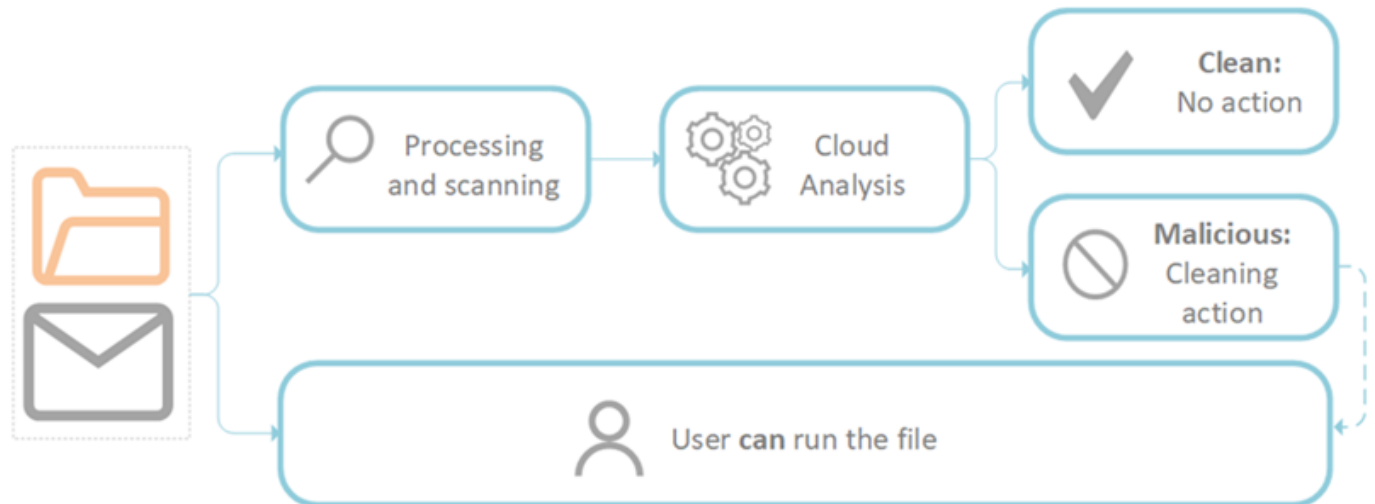 Processing
and scanning
Cloud
Analysis
Clean:
No action
Malicious:
Cleaning
action
User can run the file